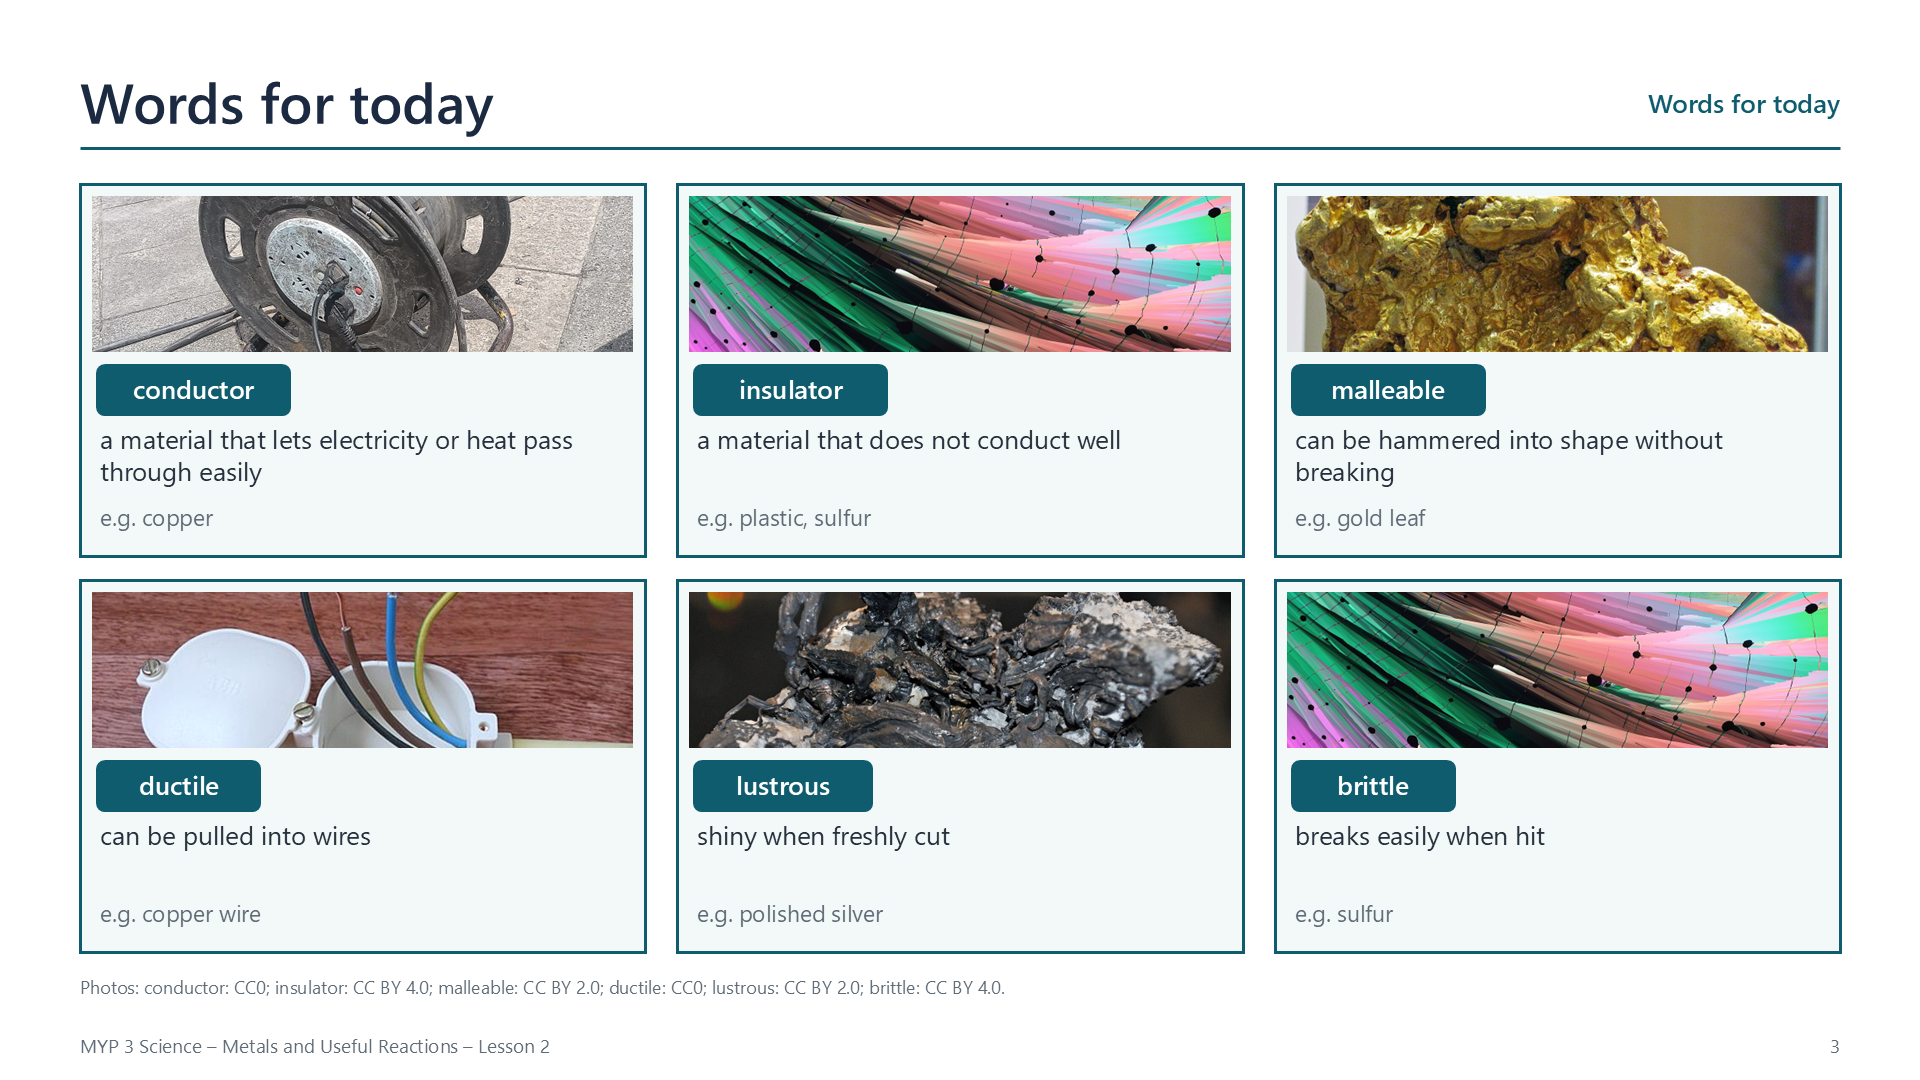 Words for today
Words for today
conductor
a material that lets electricity or heat pass
through easily
e.g. copper
insulator
a material that does not conduct well
e.g. plastic, sulfur
malleable
can be hammered into shape without
breaking
e.g. gold leaf
ductile
can be pulled into wires
e.g. copper wire
lustrous
shiny when freshly cut
e.g. polished silver
brittle
breaks easily when hit
e.g. sulfur
Photos: conductor: CC0; insulator: CC BY 4.0; malleable: CC BY 2.0; ductile: CC0; lustrous: CC BY 2.0; brittle: CC BY 4.0.
MYP 3 Science – Metals and Useful Reactions – Lesson 2
3